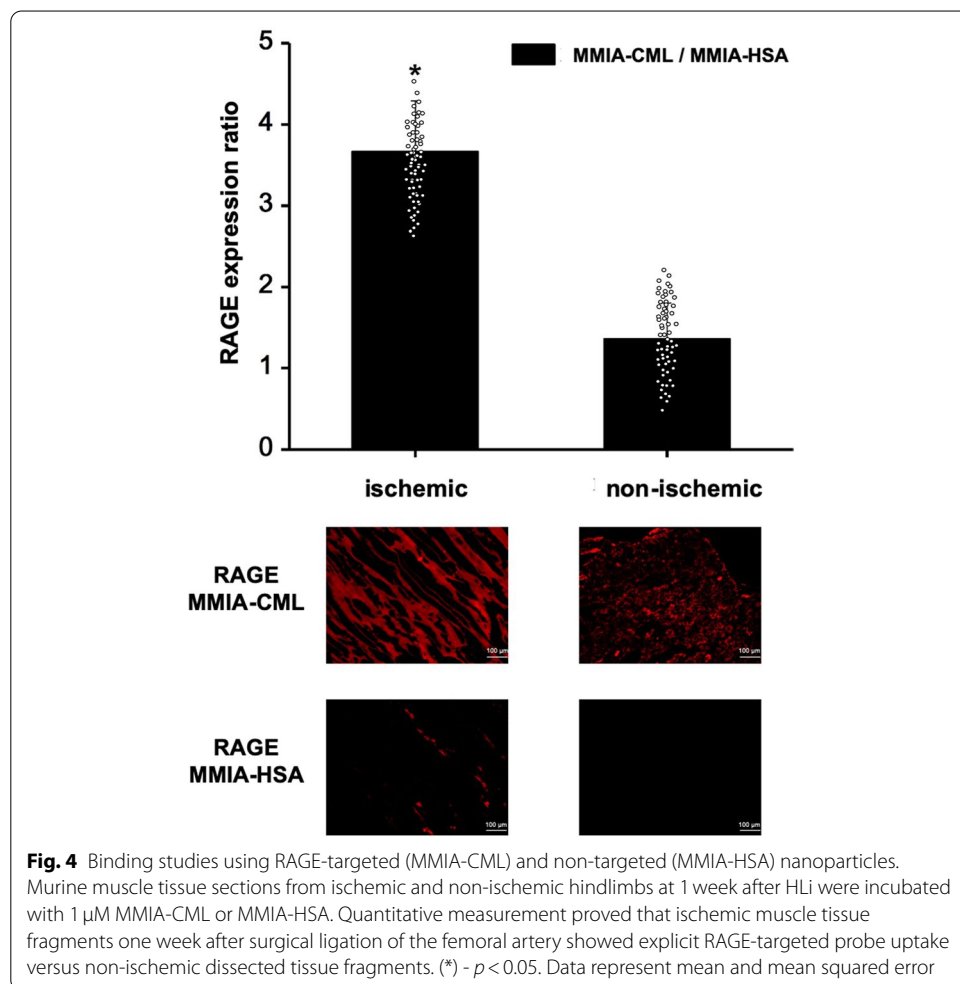 5
MMIA-CML / MMIA-HSA
*
4
3
2
1
0
RAGE expression ratio
ischemic
non-ischemic
RAGE
MMIA-CML
100 µm
100 µm
RAGE
MMIA-HSA
100 µm
100 µm
Fig. 4 Binding studies using RAGE-targeted (MMIA-CML) and non-targeted (MMIA-HSA) nanoparticles.
Murine muscle tissue sections from ischemic and non-ischemic hindlimbs at 1 week after HLi were incubated
with 1 µM MMIA-CML or MMIA-HSA. Quantitative measurement proved that ischemic muscle tissue
fragments one week after surgical ligation of the femoral artery showed explicit RAGE-targeted probe uptake
versus non-ischemic dissected tissue fragments. (*) - p < 0.05. Data represent mean and mean squared error